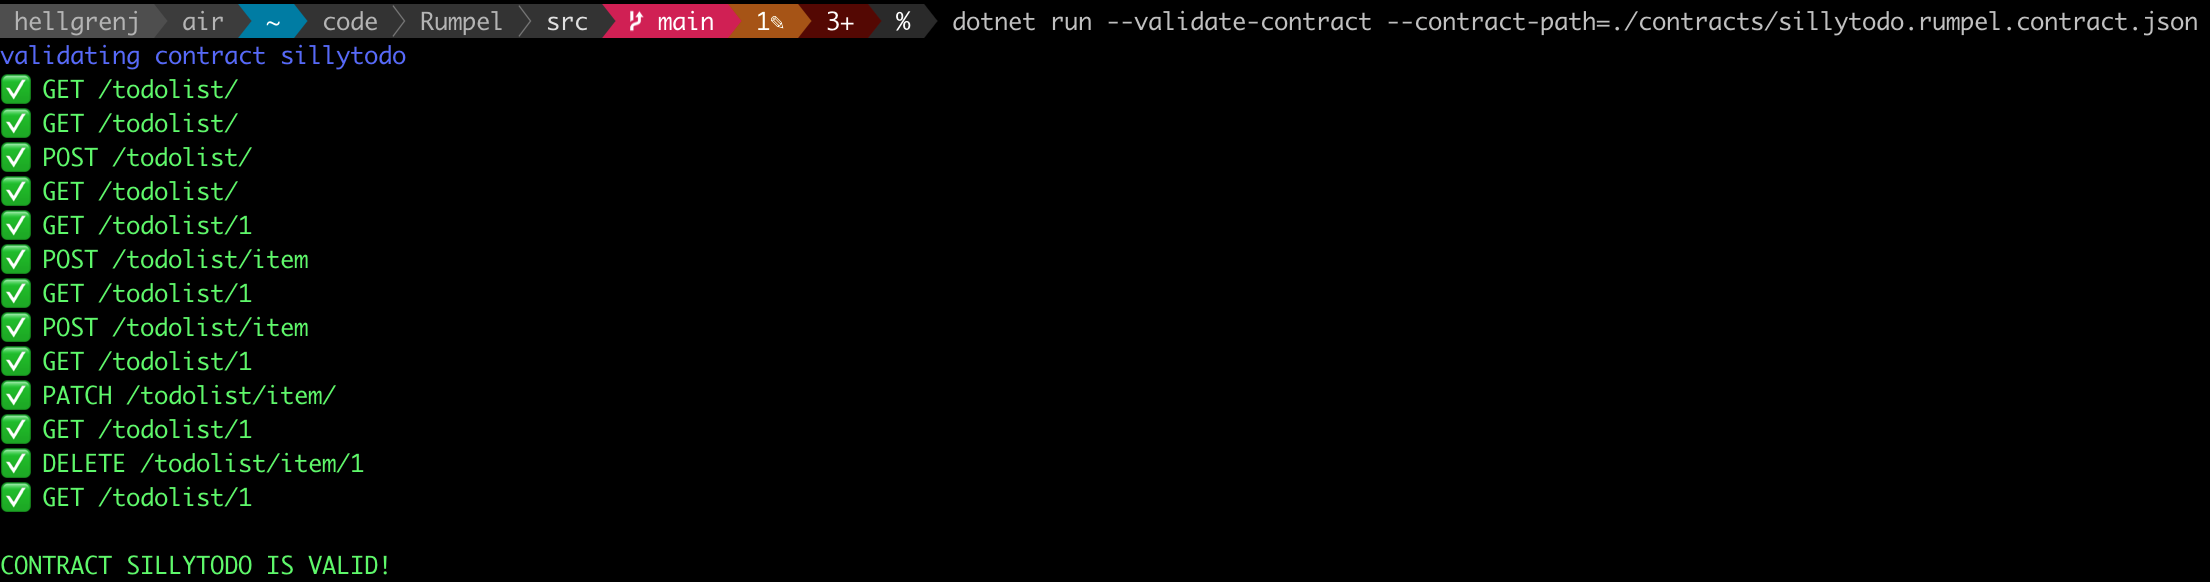 hellgrenj air ~ code Rumpel src main 1✎ 3+ % dotnet run --validate-contract --contract-path=./contracts/sillytodo.rumpel.contract.json
validating contract sillytodo
✅ GET /todolist/
✅ GET /todolist/
✅ POST /todolist/
✅ GET /todolist/
✅ GET /todolist/1
✅ POST /todolist/item
✅ GET /todolist/1
✅ POST /todolist/item
✅ GET /todolist/1
✅ PATCH /todolist/item/
✅ GET /todolist/1
✅ DELETE /todolist/item/1
✅ GET /todolist/1
CONTRACT SILLYTODO IS VALID!